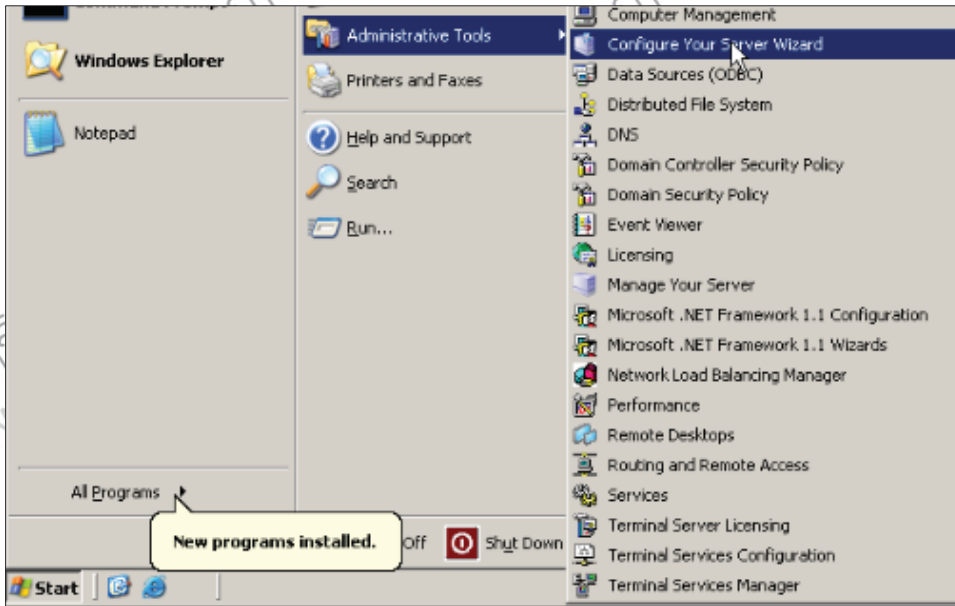 Windows Explorer
Notepad
All Programs
New programs installed.
Start
Administrative Tools
Printers and Faxes
Help and Support
Search
Run...
Off
Shut Down
Computer Management
Configure Your Server Wizard
Data Sources (ODBC)
Distributed File System
DNS
Domain Controller Security Policy
Domain Security Policy
Event Viewer
Licensing
Manage Your Server
Microsoft .NET Framework 1.1 Configuration
Microsoft .NET Framework 1.1 Wizards
Network Load Balancing Manager
Performance
Remote Desktops
Routing and Remote Access
Services
Terminal Server Licensing
Terminal Services Configuration
Terminal Services Manager